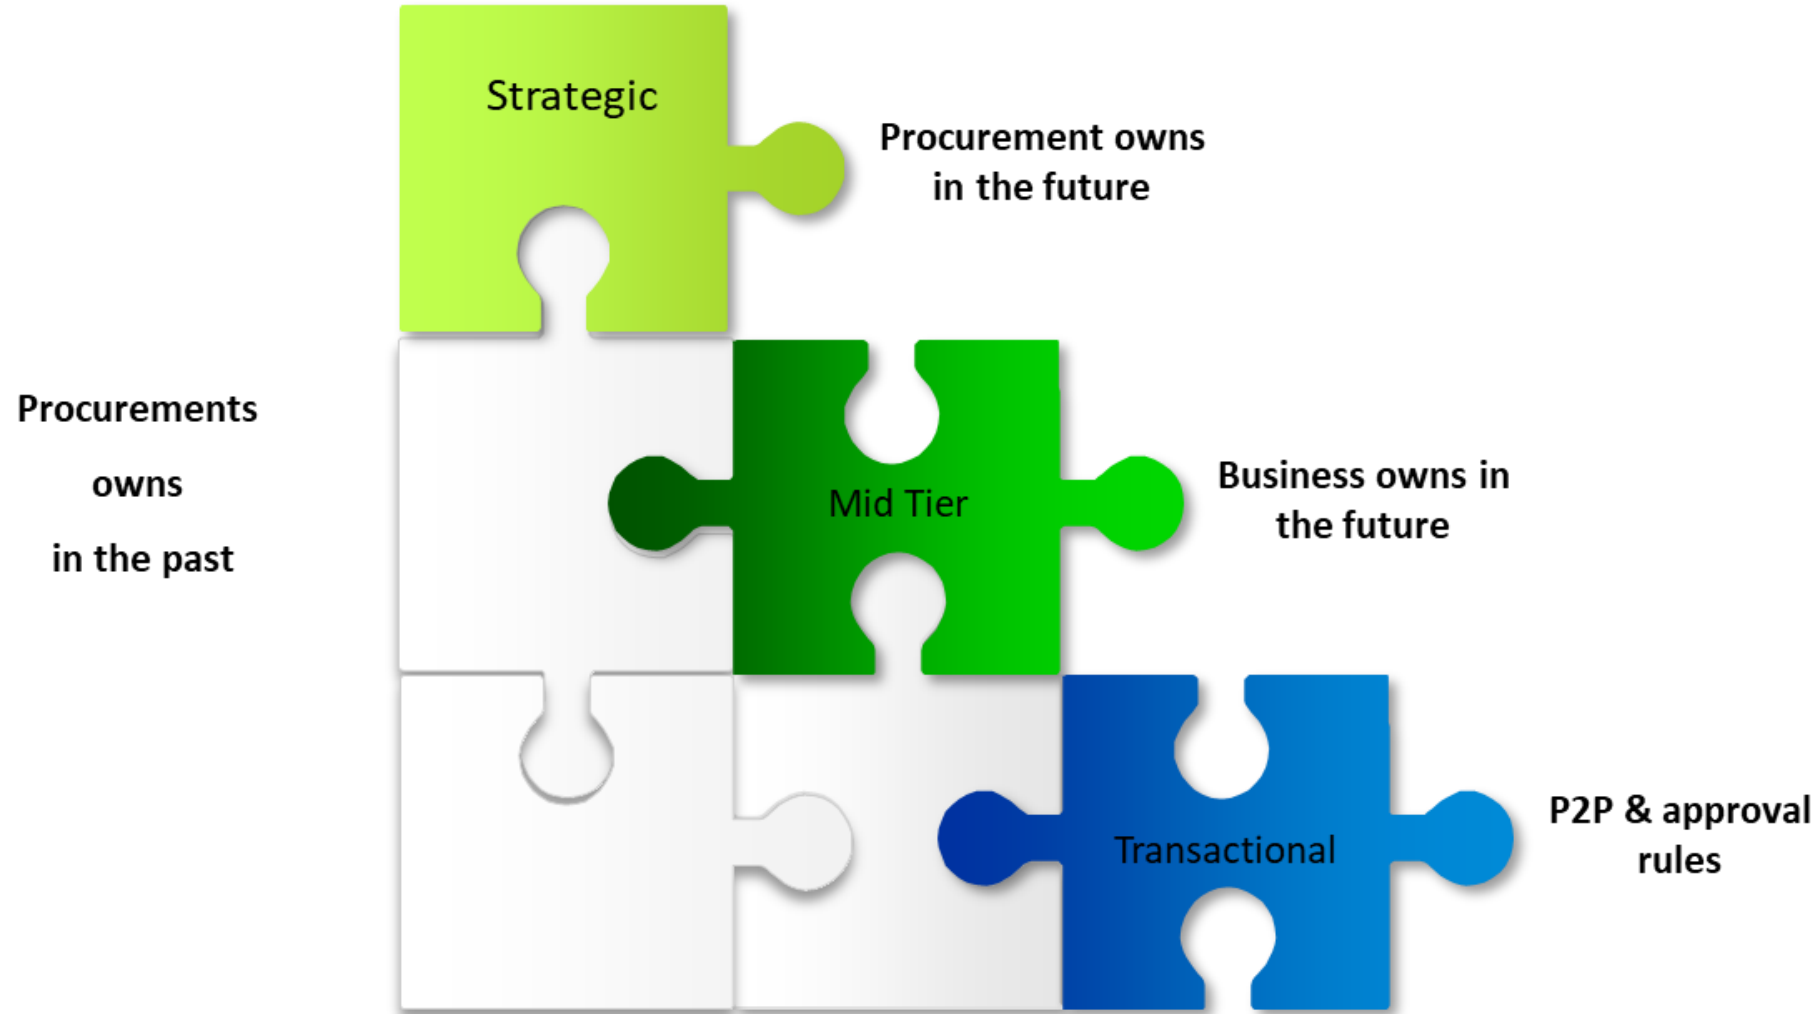 Strategic
Procurement owns
in the future
Procurements
owns
in the past
Mid Tier
Business owns in
the future
Transactional
P2P & approval
rules